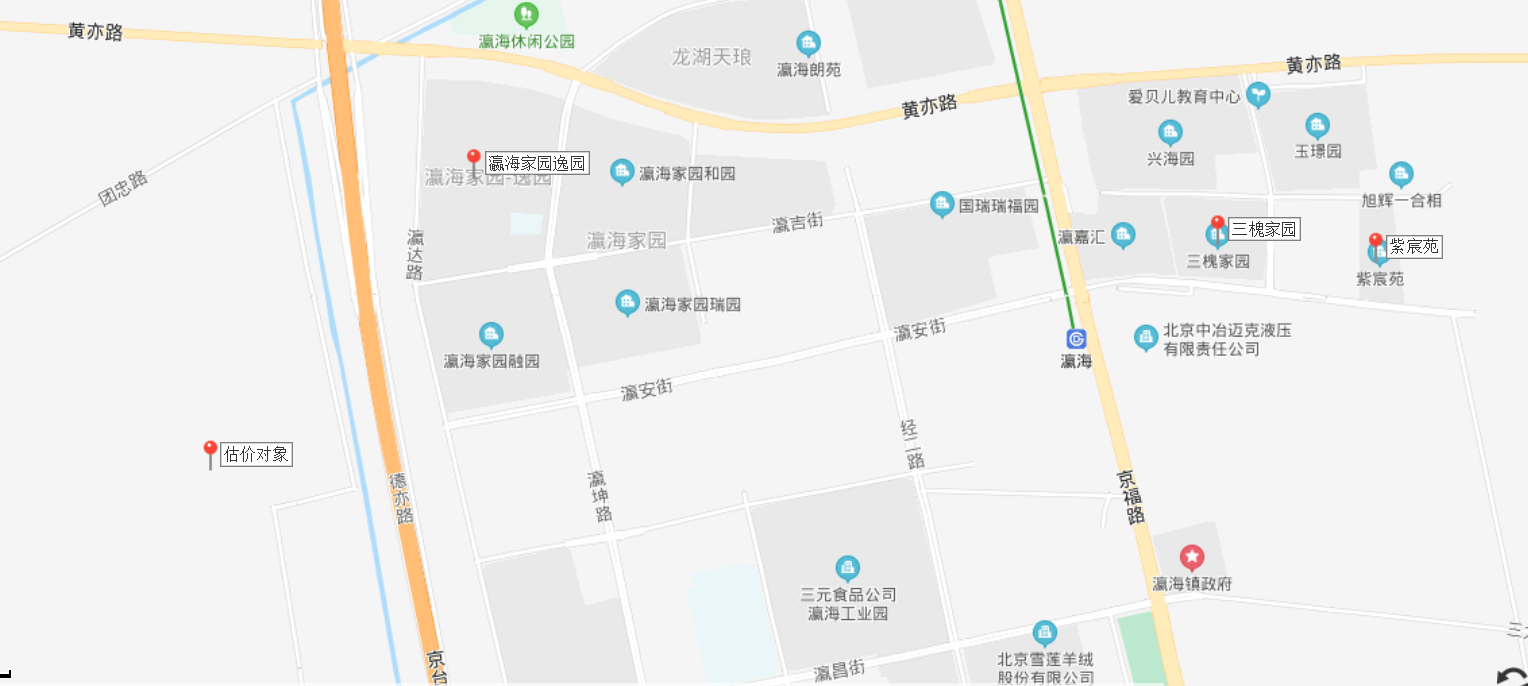 黄亦路
瀛海休闲公园
龙湖天琅
瀛海朗苑
黄亦路
黄亦路
爱贝儿教育中心
兴海园
玉璟园
瀛海家园逸园
瀛海家园-逸园
瀛海家园和园
团忠路
旭辉一合相
国瑞瑞福园
瀛吉街
瀛达路
瀛海家园
瀛嘉汇
三槐家园
三槐家园
紫宸苑
紫宸苑
瀛海家园瑞园
瀛海家园融园
瀛安街
瀛海
北京中冶迈克液压
有限责任公司
瀛安街
估价对象
经二路
德亦路
瀛坤路
京福路
三元食品公司
瀛海工业园
瀛海镇政府
北京雪莲羊绒
股份有限公司
瀛昌街
京台